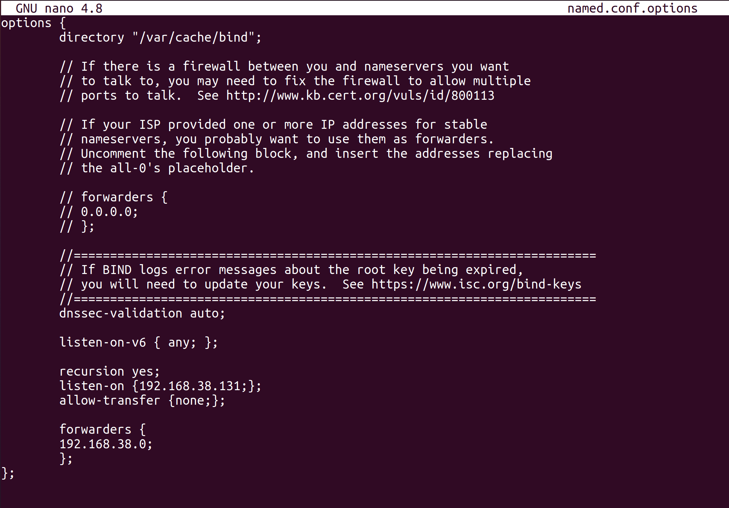 GNU nano 4.8 named.conf.options
options {
directory "/var/cache/bind";
// If there is a firewall between you and nameservers you want
// to talk to, you may need to fix the firewall to allow multiple
// ports to talk.  See http://www.kb.cert.org/vuls/id/800113
// If your ISP provided one or more IP addresses for stable
// nameservers, you probably want to use them as forwarders.
// Uncomment the following block, and insert the addresses replacing
// the all-0's placeholder.
// forwarders {
// 0.0.0.0;
// };
//========================================================================
// If BIND logs error messages about the root key being expired,
// you will need to update your keys.  See https://www.isc.org/bind-keys
//========================================================================
dnssec-validation auto;
listen-on-v6 { any; };
recursion yes;
listen-on {192.168.38.131;};
allow-transfer {none;};
forwarders {
192.168.38.0;
};
};